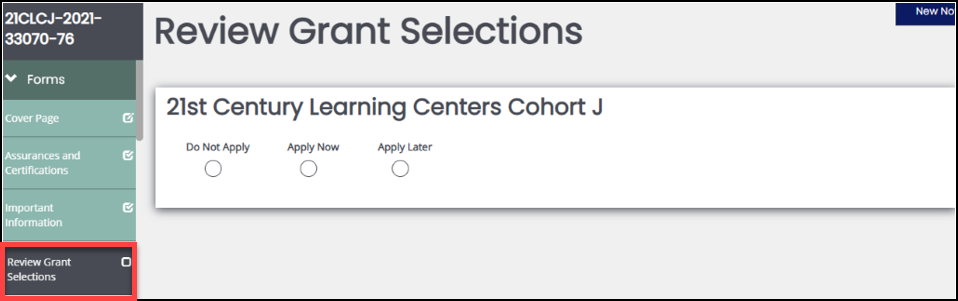 21CLCJ-2021-
33070-76
Forms
Cover Page
Assurances and
Certifications
Important
Information
Review Grant
Selections
New No
Review Grant Selections
21st Century Learning Centers Cohort J
Do Not Apply Apply Now Apply Later